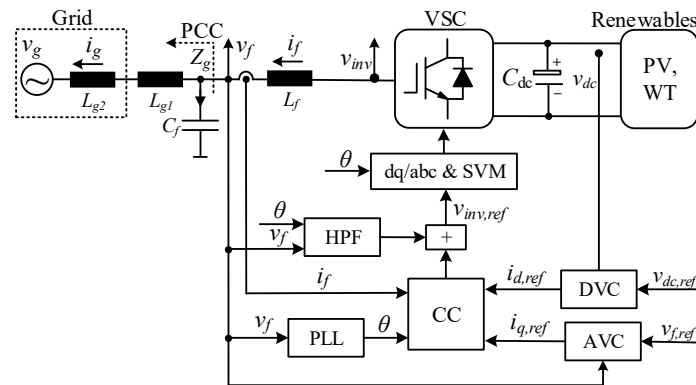 Grid
PCC
VSC
Renewables
v_g
i_g
Z_g
v_f
i_f
v_inv
L_g2
L_g1
C_f
L_f
C_dc
+
−
v_dc
PV,
WT
θ
dq/abc & SVM
v_inv,ref
θ
v_f
HPF
+
i_f
CC
i_d,ref
DVC
v_dc,ref
v_f
PLL
θ
i_q,ref
AVC
v_f,ref